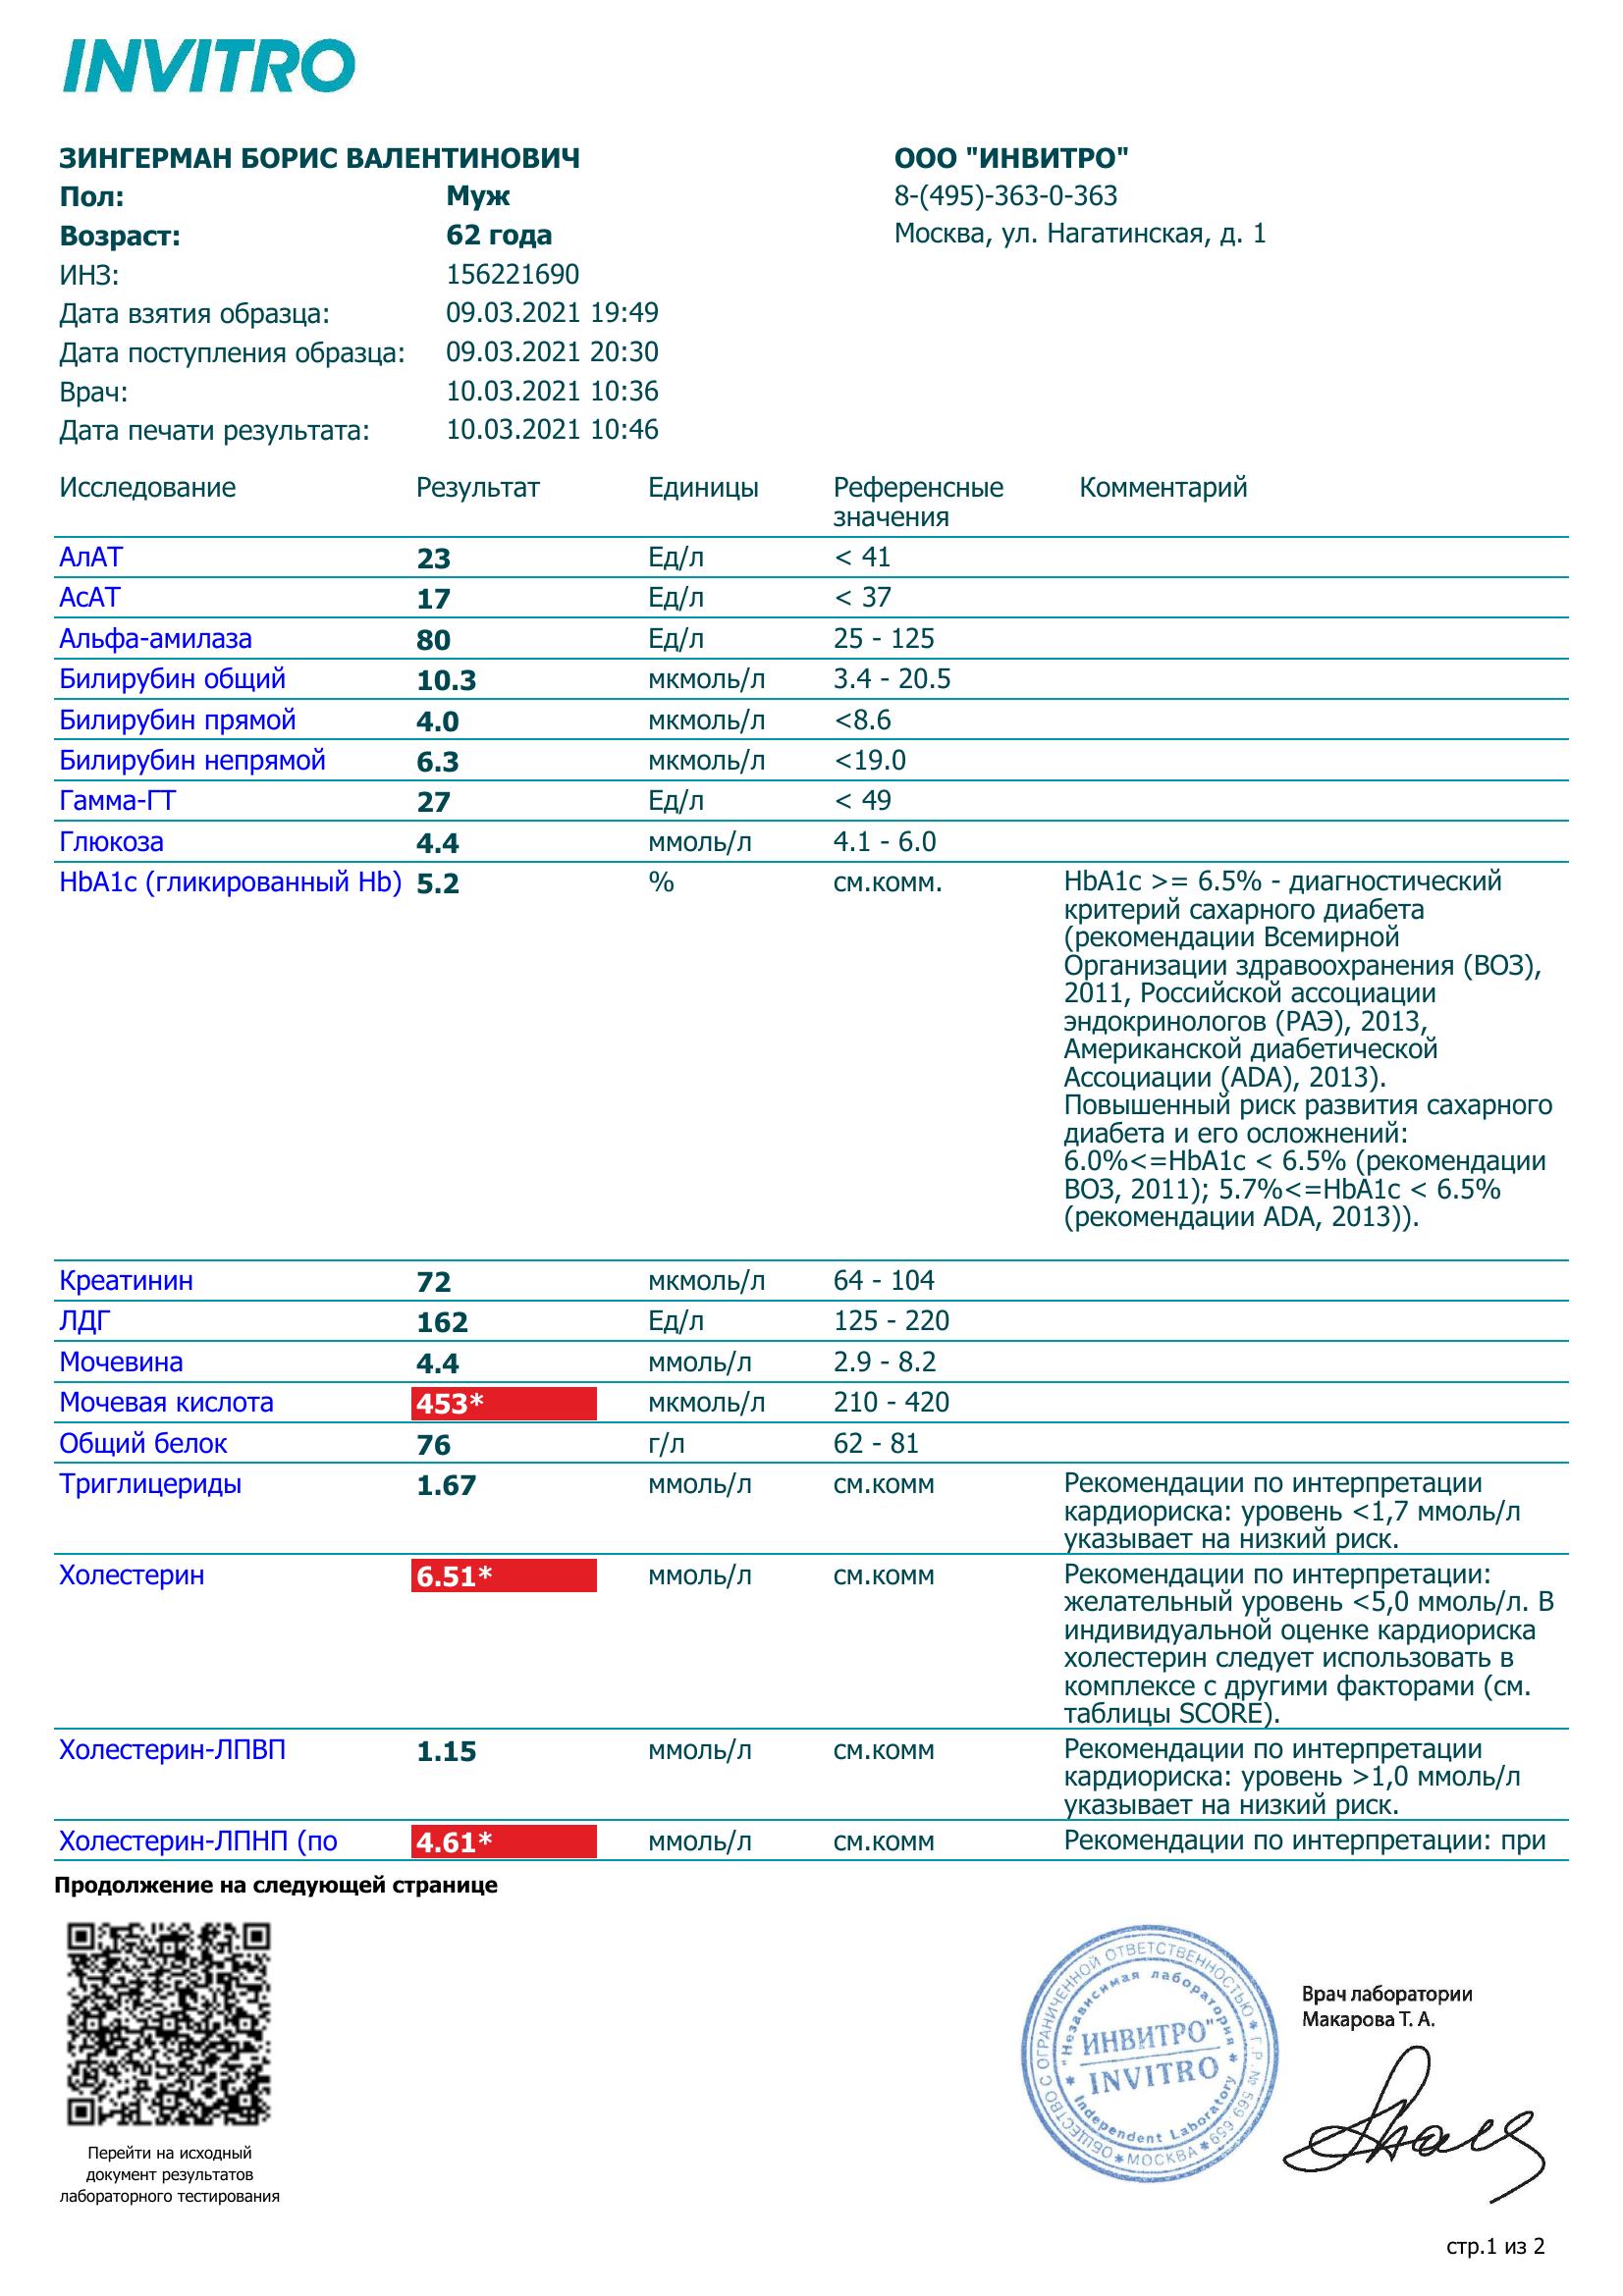 INVITRO
ЗИНГЕРМАН БОРИС ВАЛЕНТИНОВИЧ
Пол: Муж
Возраст: 62 года
ИНЗ: 156221690
Дата взятия образца: 09.03.2021 19:49
Дата поступления образца: 09.03.2021 20:30
Врач: 10.03.2021 10:36
Дата печати результата: 10.03.2021 10:46
ООО "ИНВИТРО"
8-(495)-363-0-363
Москва, ул. Нагатинская, д. 1
Исследование Результат Единицы Референсные значения Комментарий
АлАТ 23 Ед/л < 41
АсАТ 17 Ед/л < 37
Альфа-амилаза 80 Ед/л 25 - 125
Билирубин общий 10.3 мкмоль/л 3.4 - 20.5
Билирубин прямой 4.0 мкмоль/л <8.6
Билирубин непрямой 6.3 мкмоль/л <19.0
Гамма-ГТ 27 Ед/л < 49
Глюкоза 4.4 ммоль/л 4.1 - 6.0
HbA1c (гликированный Hb) 5.2 % см.комм. HbA1c >= 6.5% - диагностический
критерий сахарного диабета
(рекомендации Всемирной
Организации здравоохранения (ВОЗ),
2011, Российской ассоциации
эндокринологов (РАЭ), 2013,
Американской диабетической
Ассоциации (ADA), 2013).
Повышенный риск развития сахарного
диабета и его осложнений:
6.0%<=HbA1c < 6.5% (рекомендации
ВОЗ, 2011); 5.7%<=HbA1c < 6.5%
(рекомендации ADA, 2013)).
Креатинин 72 мкмоль/л 64 - 104
ЛДГ 162 Ед/л 125 - 220
Мочевина 4.4 ммоль/л 2.9 - 8.2
Мочевая кислота 453* мкмоль/л 210 - 420
Общий белок 76 г/л 62 - 81
Триглицериды 1.67 ммоль/л см.комм Рекомендации по интерпретации
кардиориска: уровень <1,7 ммоль/л
указывает на низкий риск.
Холестерин 6.51* ммоль/л см.комм Рекомендации по интерпретации:
желательный уровень <5,0 ммоль/л. В
индивидуальной оценке кардиориска
холестерин следует использовать в
комплексе с другими факторами (см.
таблицы SCORE).
Холестерин-ЛПВП 1.15 ммоль/л см.комм Рекомендации по интерпретации
кардиориска: уровень >1,0 ммоль/л
указывает на низкий риск.
Холестерин-ЛПНП (по 4.61* ммоль/л см.комм Рекомендации по интерпретации: при
Продолжение на следующей странице
Перейти на исходный
документ результатов
лабораторного тестирования
ОБЩЕСТВО С ОГРАНИЧЕННОЙ ОТВЕТСТВЕННОСТЬЮ * Г.Р.№ 569.659 * МОСКВА *
"Независимая лаборатория
ИНВИТРО"
INVITRO
* Independent Laboratory *
Врач лаборатории
Макарова Т. А.
стр.1 из 2